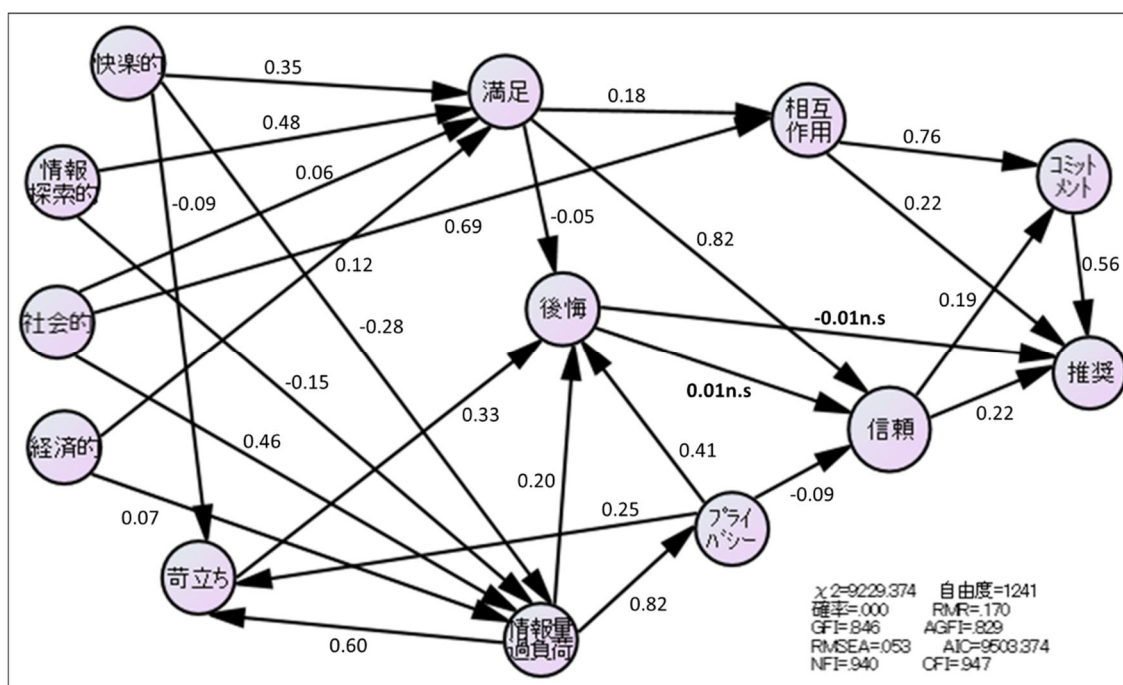 快楽的
0.35
満足
0.18
相互
作用
0.76
コミット
メント
0.48
情報
探索的
0.06
-0.09
0.69
-0.05
0.82
0.22
0.12
0.56
社会的
後悔
0.19
-0.28
-0.01n.s
推奨
-0.15
0.01n.s
0.33
信頼
0.22
経済的
0.46
0.20
0.41
-0.09
0.07
0.25
プライ
バシー
苛立ち
0.82
情報量
過負荷
0.60
χ2=9229.374 自由度=1241
確率=.000 RMR=.170
GFI=.846 AGFI=.829
RMSEA=.053 AIC=9503.374
NFI=.940 CFI=.947